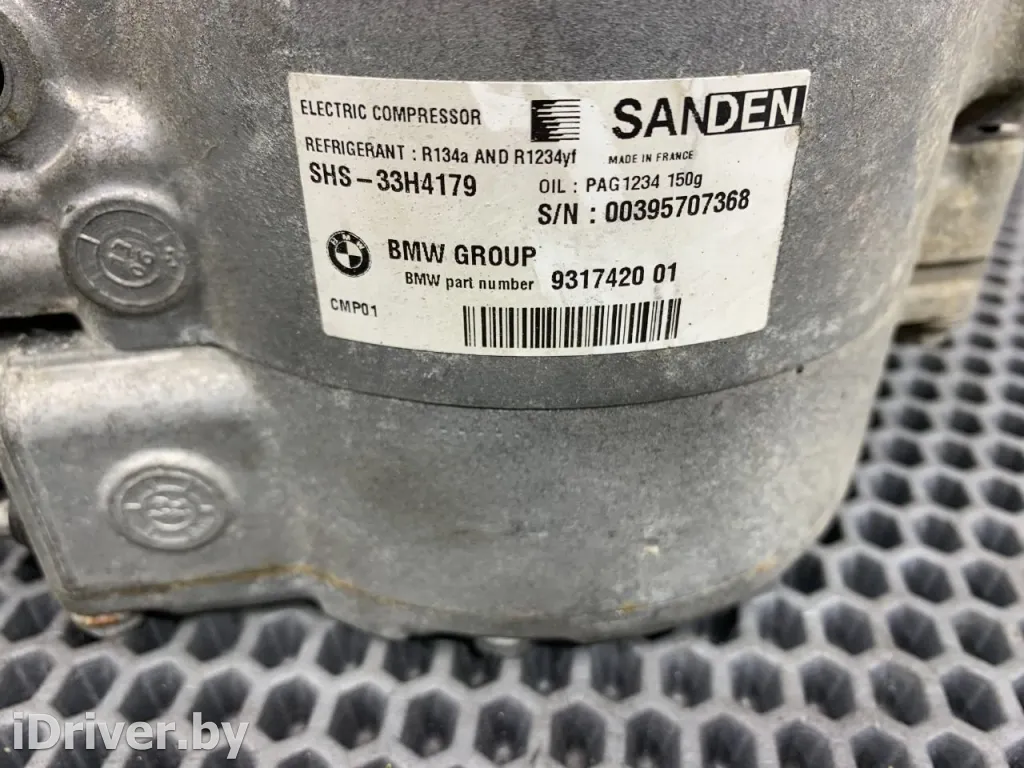 ELECTRIC COMPRESSOR
SANDEN
REFRIGERANT : R134a AND R1234yf
MADE IN FRANCE
SHS-33H4179
OIL : PAG1234 150g
S/N : 00395707368
BMW GROUP
BMW part number 9317420 01
CMP01
iDriver.by